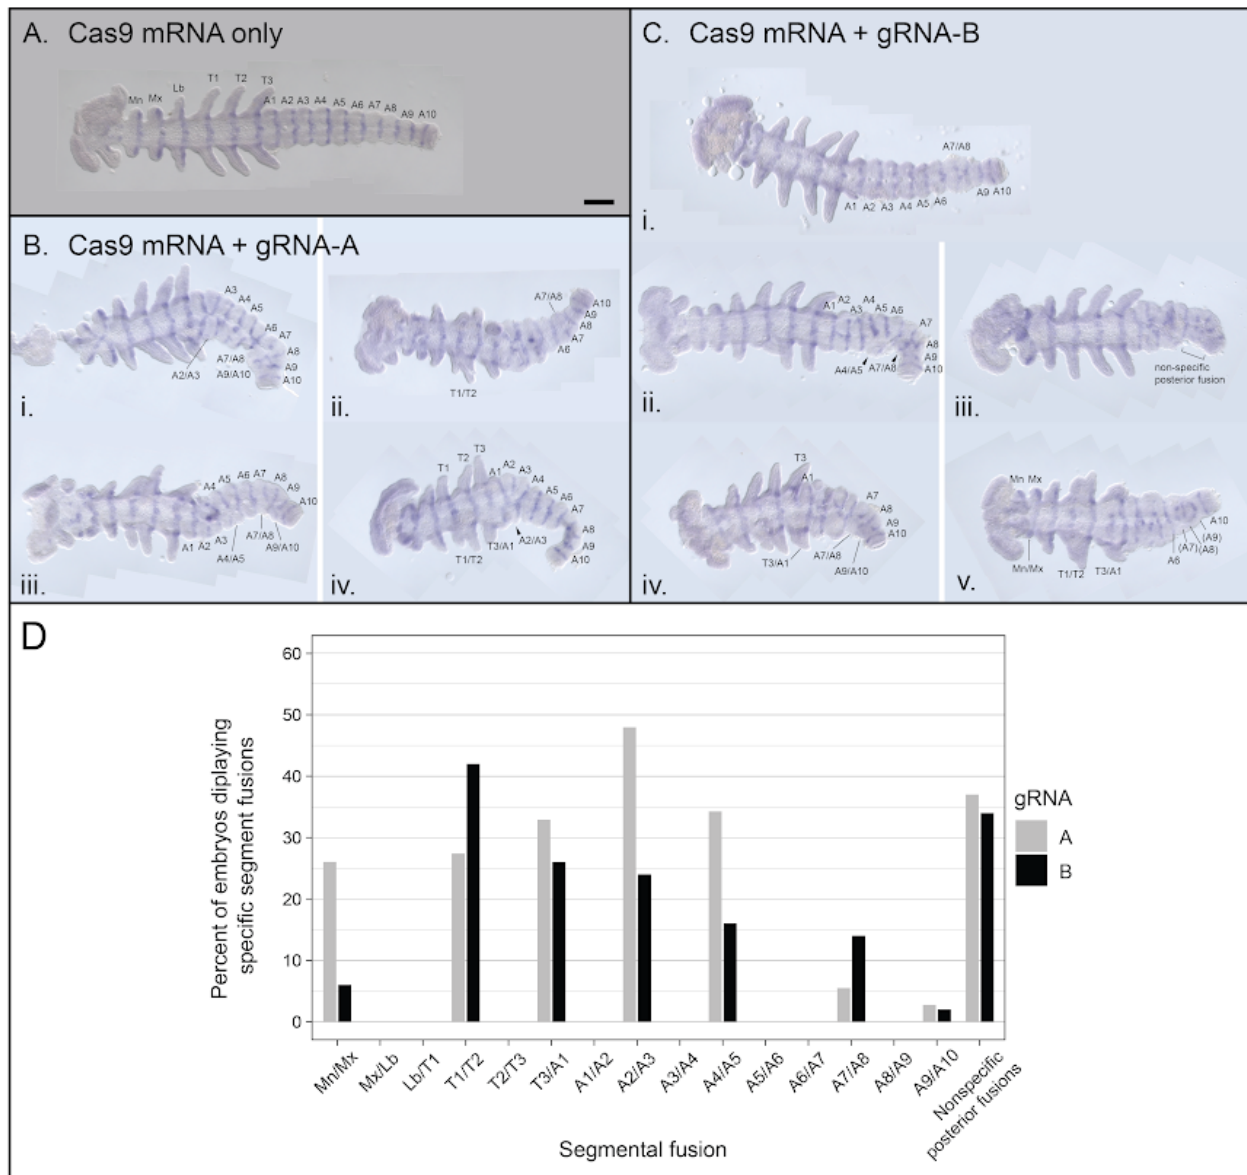 A. Cas9 mRNA only
Mn Mx Lb T1 T2 T3
A1 A2 A3 A4 A5 A6 A7 A8 A9 A10
B. Cas9 mRNA + gRNA-A
A3
A4
A5
A6
A7
A8
A9
A10
A7/A8
A9/A10
A2/A3
i.
A7/A8
A10
A9
A8
A7
A6
T1/T2
ii.
A4 A5 A6 A7 A8
A9
A10
A1 A2 A3
A4/A5
A7/A8
A9/A10
iii.
T1 T2 T3
A1 A2 A3
A4
A5
A6
A7
A8
A9
A10
T1/T2
T3/A1
A2/A3
iv.
C. Cas9 mRNA + gRNA-B
A7/A8
A1 A2 A3 A4 A5 A6
A9 A10
i.
A1 A2 A3 A4 A5 A6
A7
A8
A9
A10
A4/A5
A7/A8
ii.
non-specific
posterior fusion
iii.
T3
A1
A7
A8
A9
A10
T3/A1
A7/A8
A9/A10
iv.
Mn Mx
Mn/Mx
T1/T2
T3/A1
A10
(A9)
(A8)
(A7)
A6
v.
D
Percent of embryos diplaying
specific segment fusions
60
50
40
30
20
10
0
Mn/Mx
Mx/Lb
Lb/T1
T1/T2
T2/T3
T3/A1
A1/A2
A2/A3
A3/A4
A4/A5
A5/A6
A6/A7
A7/A8
A8/A9
A9/A10
Nonspecific
posterior fusions
Segmental fusion
gRNA
A
B